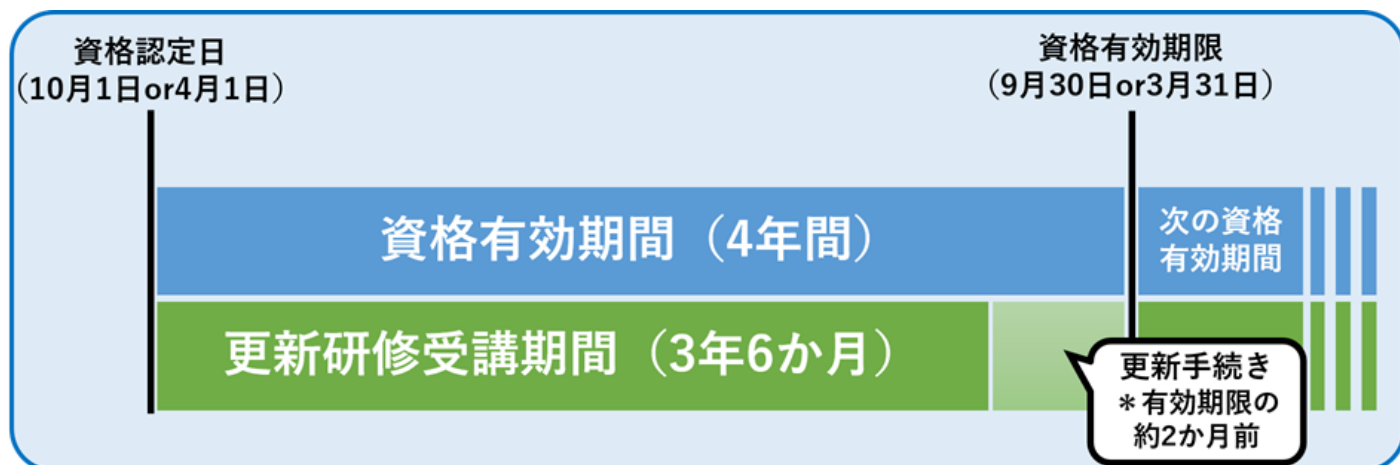 資格認定日
（10月1日or4月1日）
資格有効期限
（9月30日or3月31日）
資格有効期間（4年間）
次の資格
有効期間
更新研修受講期間（3年6か月）
更新手続き
＊有効期限の
約2か月前